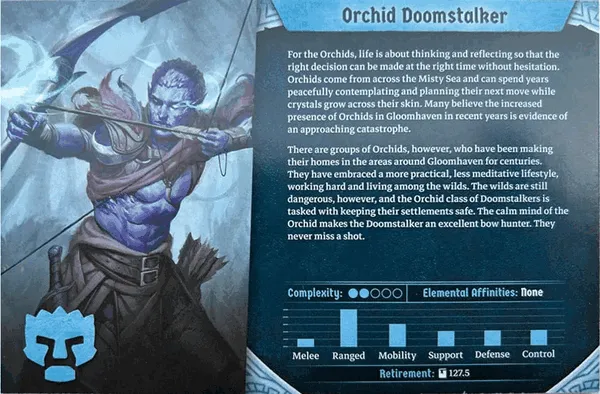 Orchid Doomstalker
For the Orchids, life is about thinking and reflecting so that the
right decision can be made at the right time without hesitation.
Orchids come from across the Misty Sea and can spend years
peacefully contemplating and planning their next move while
crystals grow across their skin. Many believe the increased
presence of Orchids in Gloomhaven in recent years is evidence of
an approaching catastrophe.
There are groups of Orchids, however, who have been making
their homes in the areas around Gloomhaven for centuries.
They have embraced a more practical, less meditative lifestyle,
working hard and living among the wilds. The wilds are still
dangerous, however, and the Orchid class of Doomstalkers is
tasked with keeping their settlements safe. The calm mind of the
Orchid makes the Doomstalker an excellent bow hunter. They
never miss a shot.
Complexity: Elemental Affinities: None
Melee Ranged Mobility Support Defense Control
Retirement: 127.5